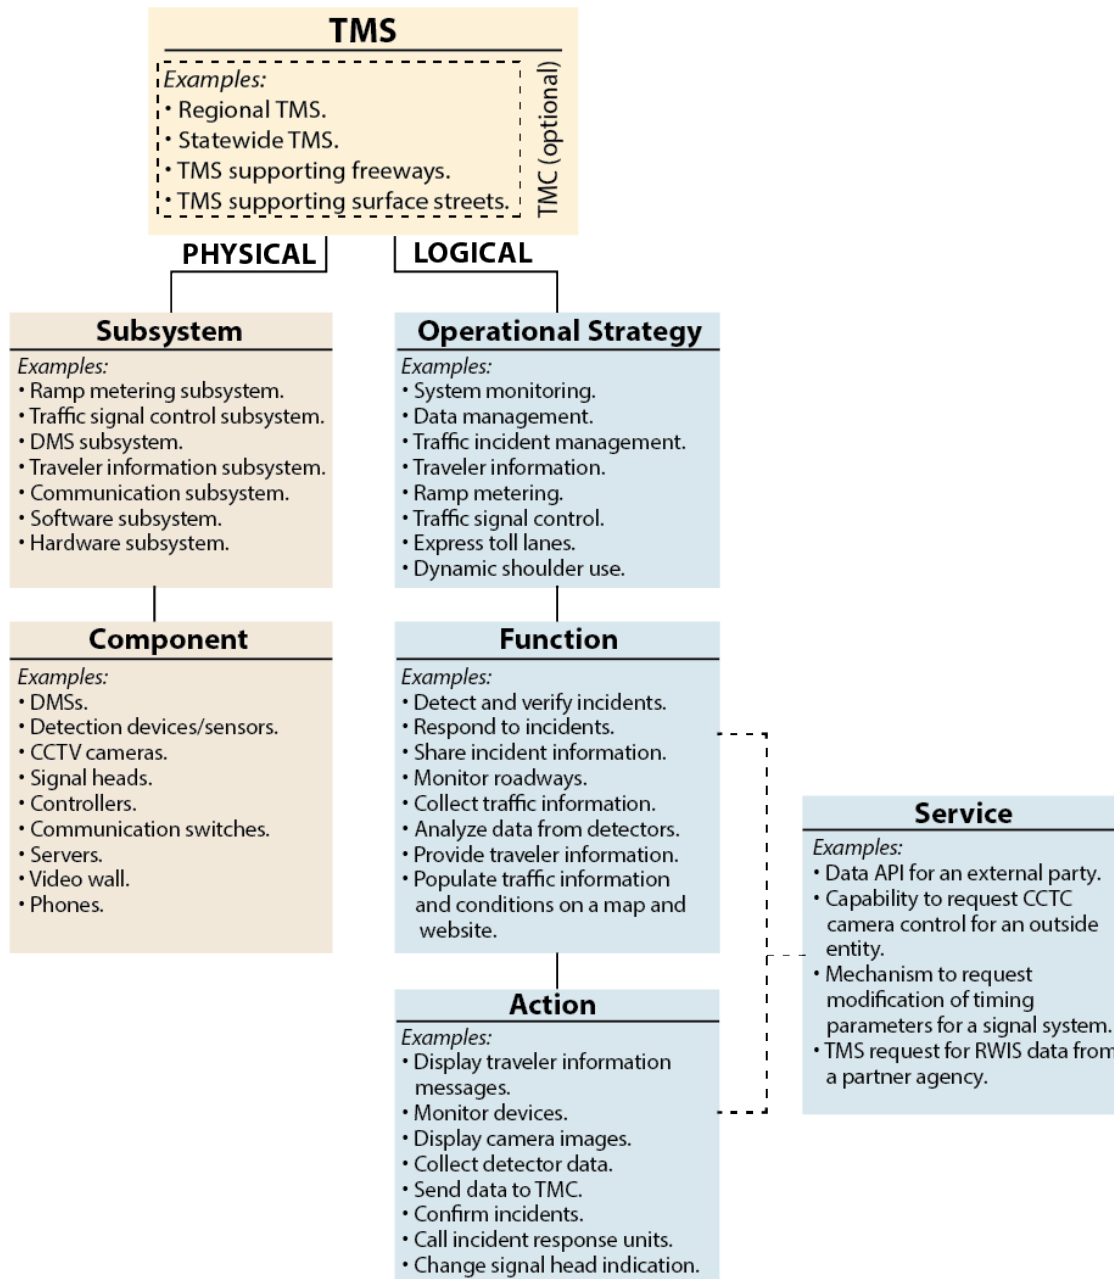 TMS
Examples:
• Regional TMS.
• Statewide TMS.
• TMS supporting freeways.
• TMS supporting surface streets.
TMC (optional)
PHYSICAL
LOGICAL
Subsystem
Examples:
• Ramp metering subsystem.
• Traffic signal control subsystem.
• DMS subsystem.
• Traveler information subsystem.
• Communication subsystem.
• Software subsystem.
• Hardware subsystem.
Operational Strategy
Examples:
• System monitoring.
• Data management.
• Traffic incident management.
• Traveler information.
• Ramp metering.
• Traffic signal control.
• Express toll lanes.
• Dynamic shoulder use.
Component
Examples:
• DMSs.
• Detection devices/sensors.
• CCTV cameras.
• Signal heads.
• Controllers.
• Communication switches.
• Servers.
• Video wall.
• Phones.
Function
Examples:
• Detect and verify incidents.
• Respond to incidents.
• Share incident information.
• Monitor roadways.
• Collect traffic information.
• Analyze data from detectors.
• Provide traveler information.
• Populate traffic information
and conditions on a map and
website.
Service
Examples:
• Data API for an external party.
• Capability to request CCTC
camera control for an outside
entity.
• Mechanism to request
modification of timing
parameters for a signal system.
• TMS request for RWIS data from
a partner agency.
Action
Examples:
• Display traveler information
messages.
• Monitor devices.
• Display camera images.
• Collect detector data.
• Send data to TMC.
• Confirm incidents.
• Call incident response units.
• Change signal head indication.